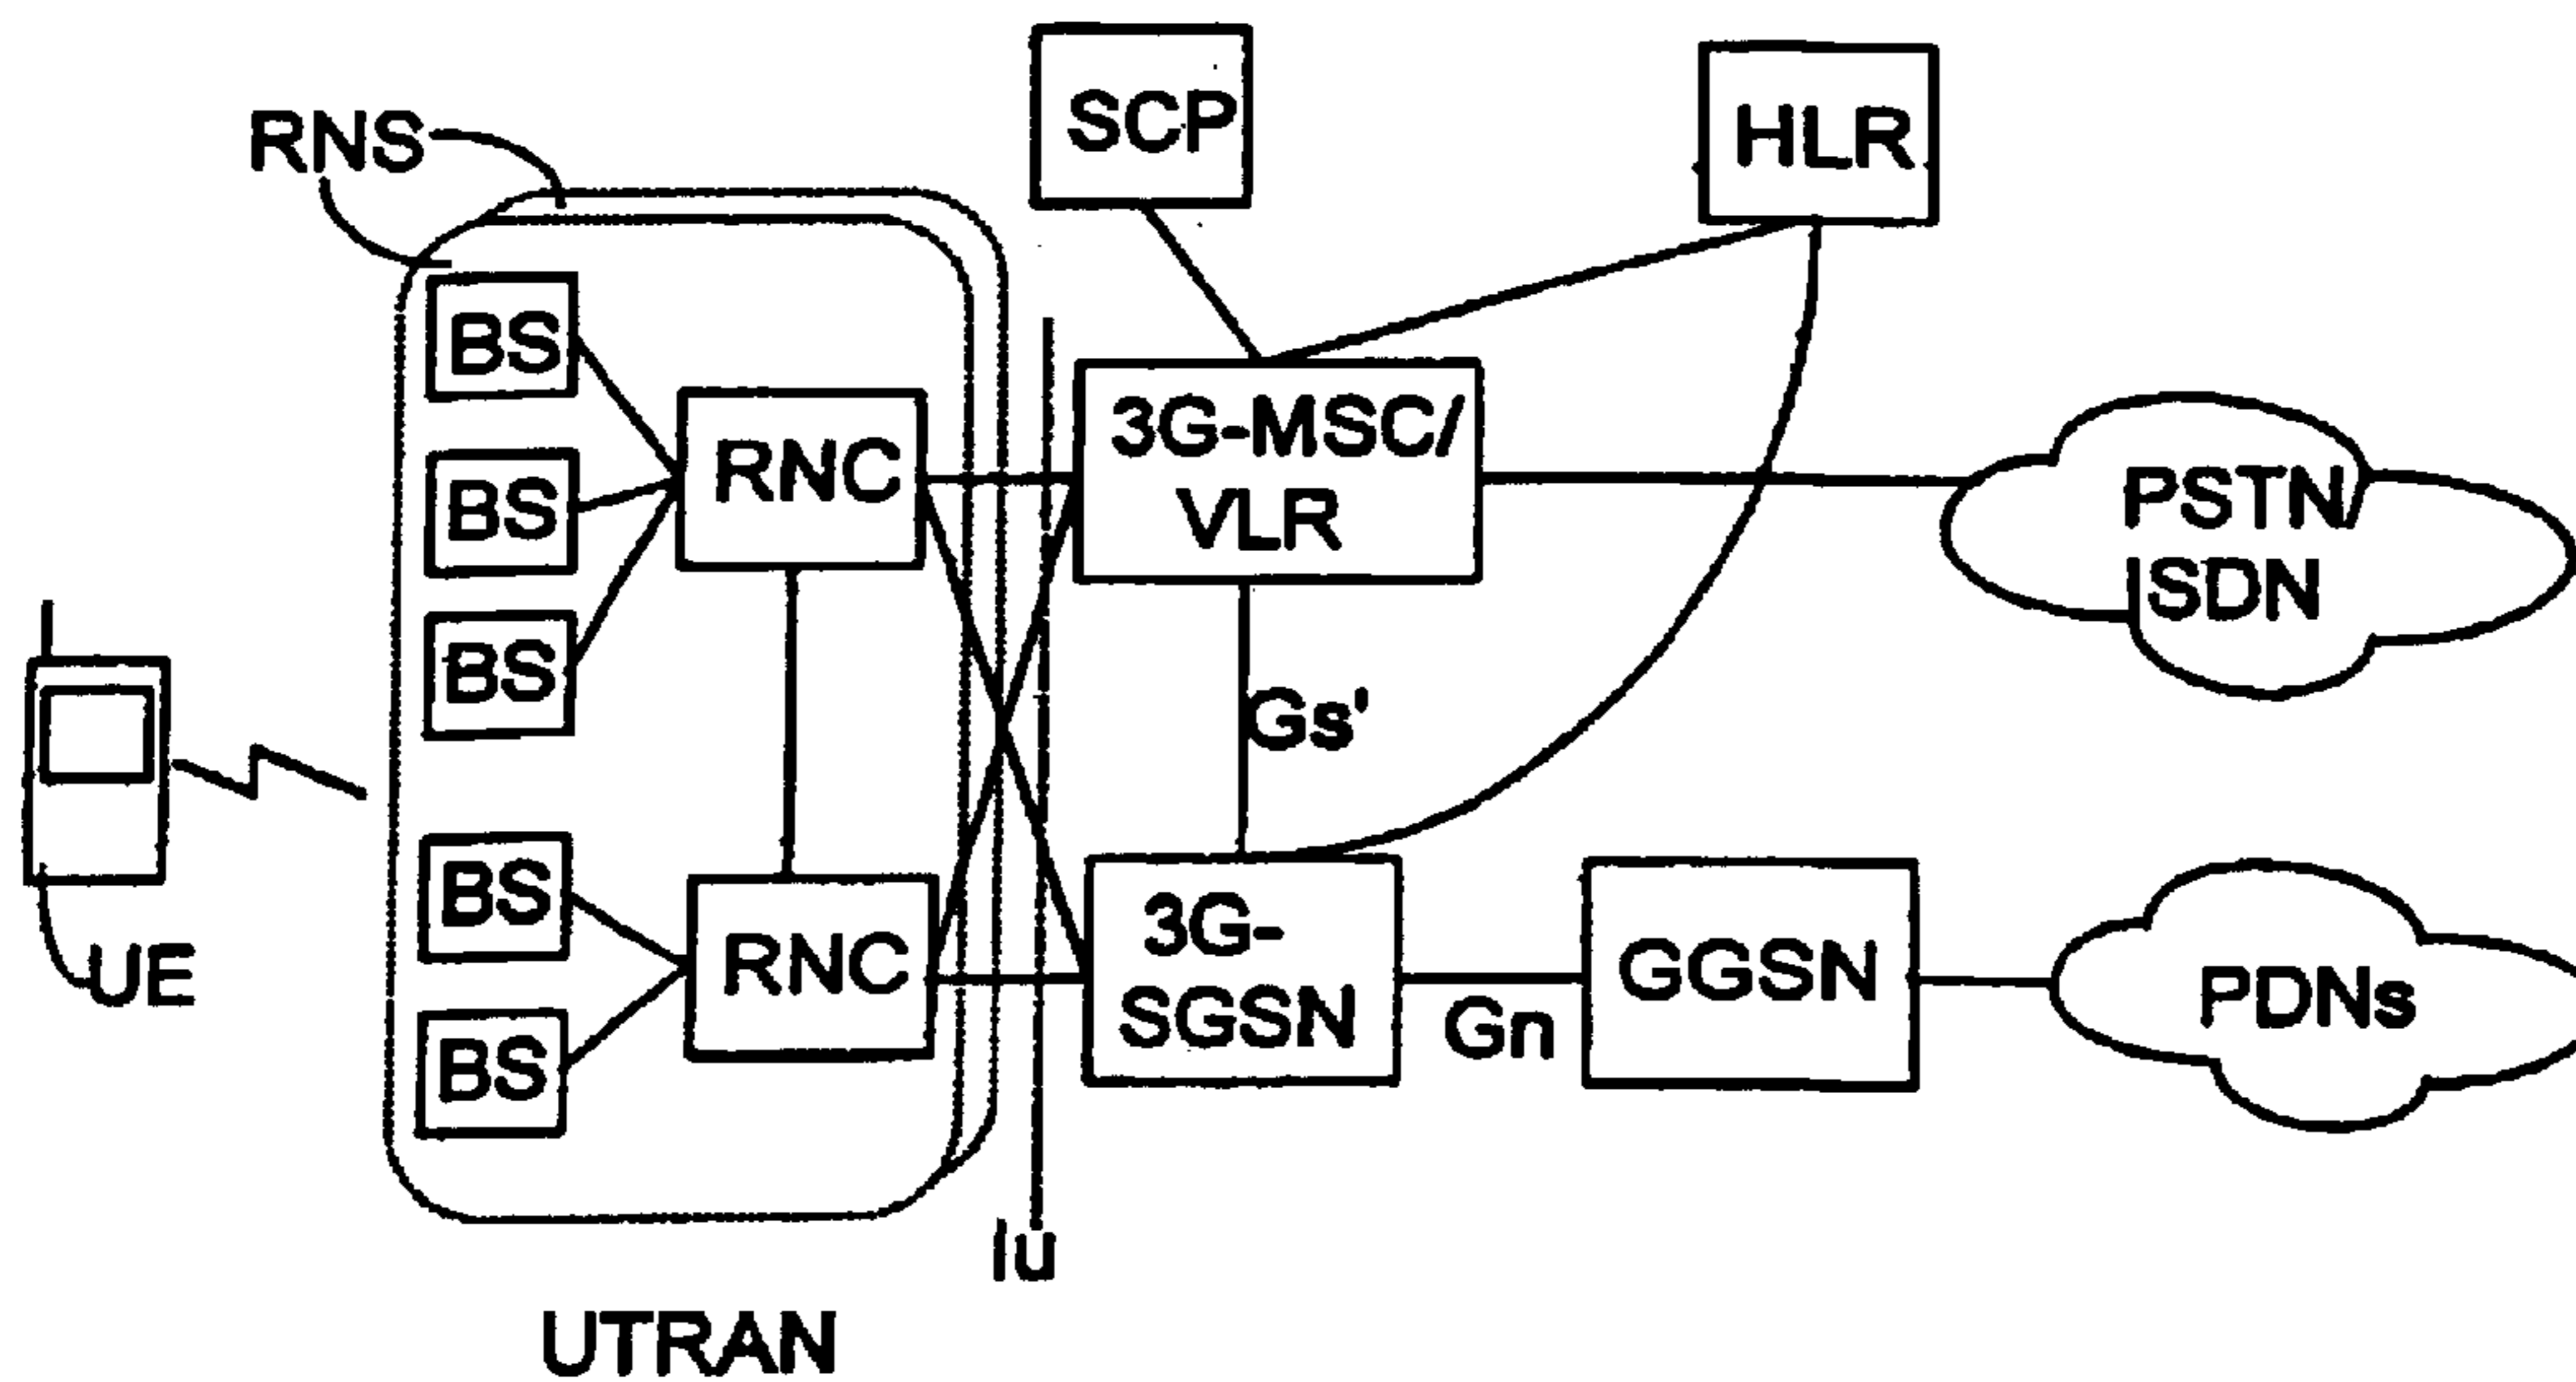 SCP
HLR
RNS
BS
BS
BS
RNC
3G-MSC/
VLR
PSTN/
ISDN
Gs'
UE
BS
BS
RNC
3G-
SGSN
Gn
GGSN
PDNs
Iu
UTRAN